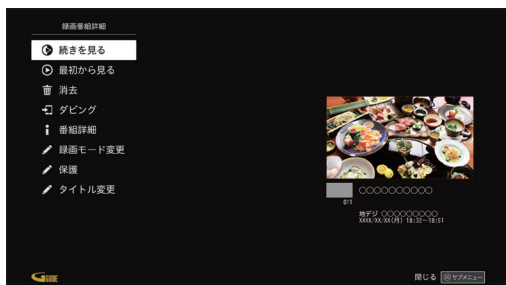 録画番組詳細
続きを見る
最初から見る
消去
ダビング
番組詳細
録画モード変更
保護
タイトル変更
○○○○○○○○○○
011
地デジ ○○○○○○○○○
XXXX/XX/XX(月) 18:32~18:51
G GUIDE
閉じる サブメニュー